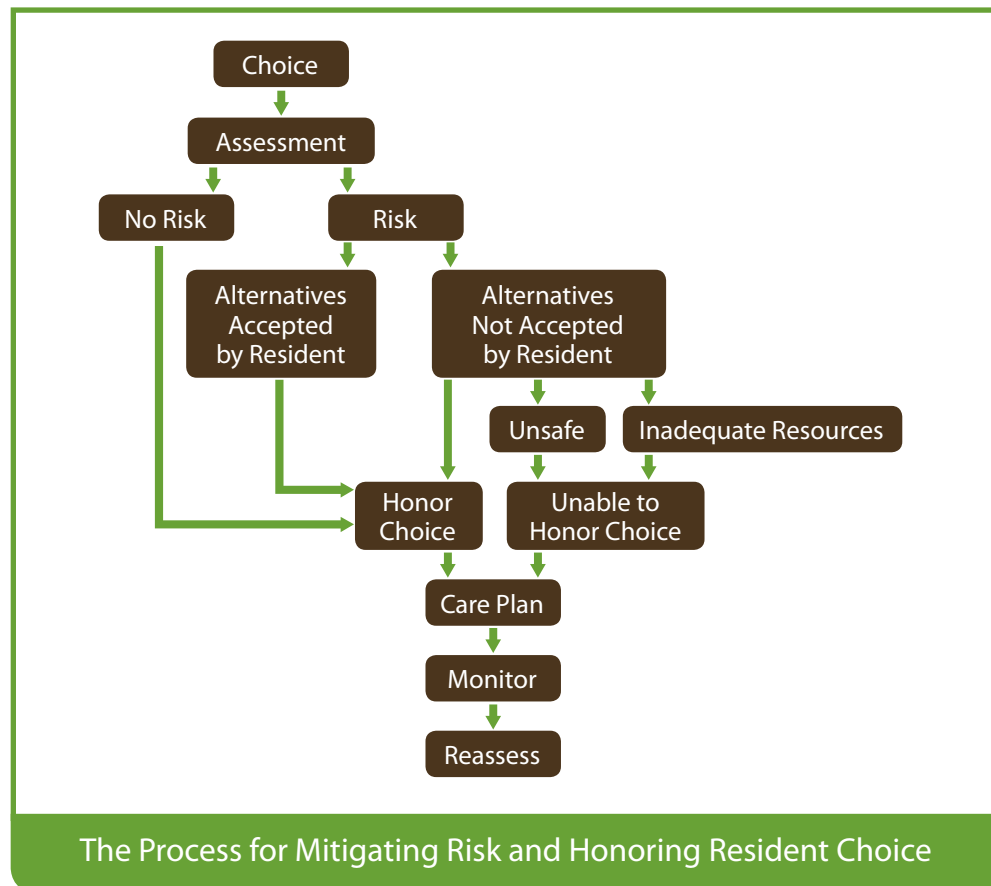 Choice
Assessment
No Risk
Risk
Alternatives
Accepted
by Resident
Alternatives
Not Accepted
by Resident
Unsafe
Inadequate Resources
Honor
Choice
Unable to
Honor Choice
Care Plan
Monitor
Reassess
The Process for Mitigating Risk and Honoring Resident Choice